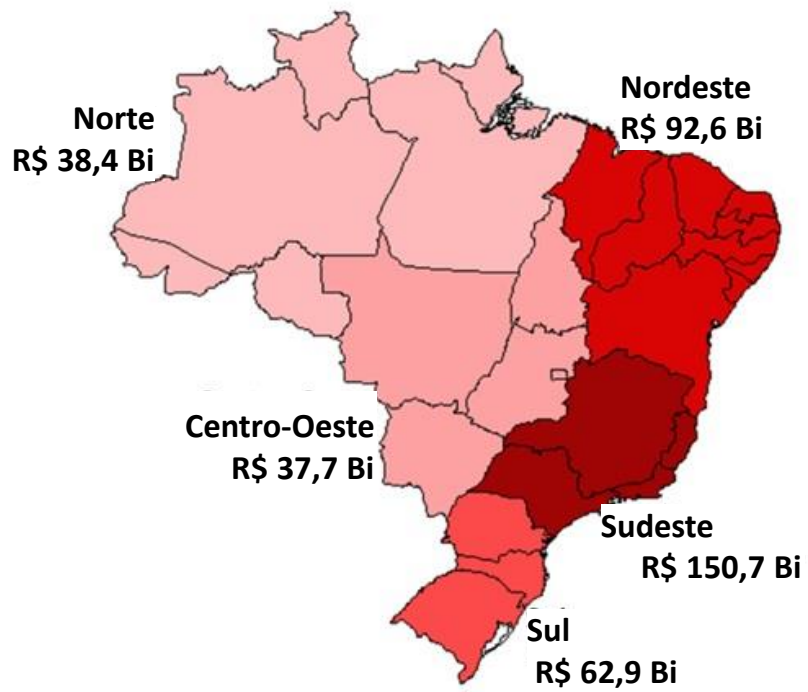 Nordeste
R$ 92,6 Bi
Norte
R$ 38,4 Bi
Centro-Oeste
R$ 37,7 Bi
Sudeste
R$ 150,7 Bi
Sul
R$ 62,9 Bi